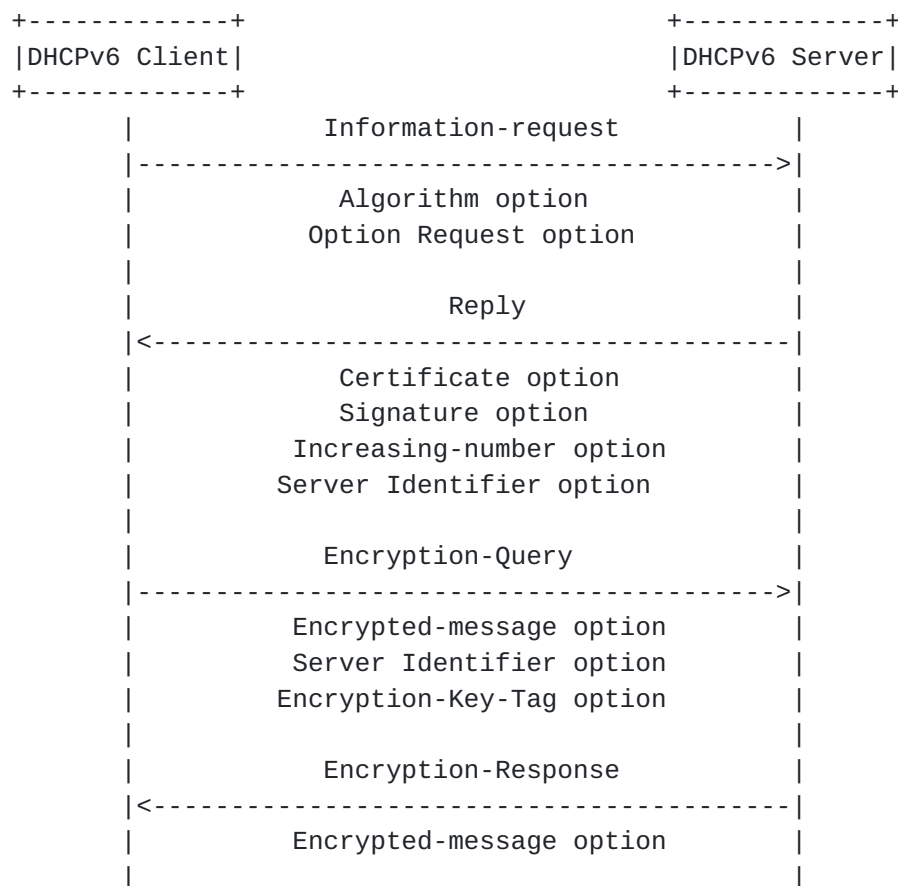 +-------------+                           +-------------+
|DHCPv6 Client|                           |DHCPv6 Server|
+-------------+                           +-------------+
       |            Information-request           |
       |----------------------------------------->|
       |             Algorithm option             |
       |           Option Request option          |
       |                                          |
       |                    Reply                 |
       |<-----------------------------------------|
       |             Certificate option           |
       |             Signature option             |
       |          Increasing-number option        |
       |         Server Identifier option         |
       |                                          |
       |            Encryption-Query              |
       |----------------------------------------->|
       |          Encrypted-message option        |
       |          Server Identifier option        |
       |         Encryption-Key-Tag option        |
       |                                          |
       |            Encryption-Response           |
       |<-----------------------------------------|
       |          Encrypted-message option        |
       |                                          |